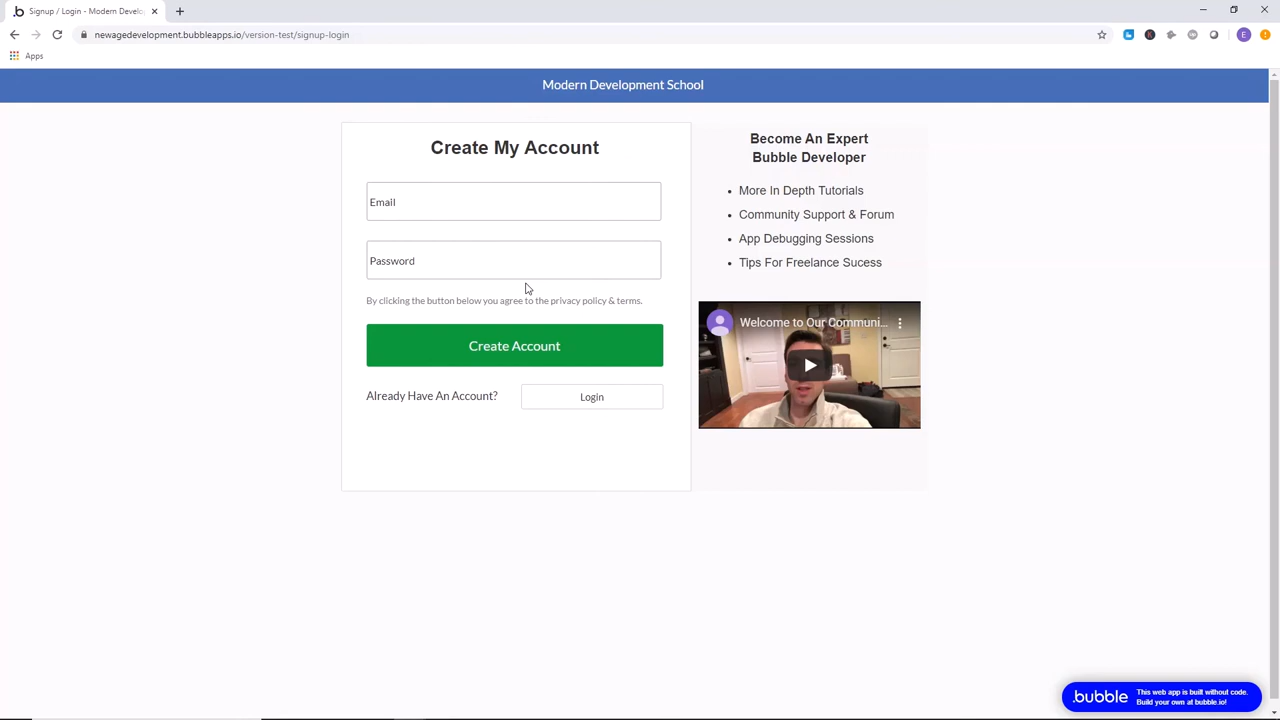 Signup / Login - Modern Develo
newagedevelopment.bubbleapps.io/version-test/signup-login
E
Apps
Modern Development School
Create My Account
Email
Password
By clicking the button below you agree to the privacy policy & terms.
Create Account
Already Have An Account?
Login
Become An Expert
Bubble Developer
• More In Depth Tutorials
• Community Support & Forum
• App Debugging Sessions
• Tips For Freelance Sucess
Welcome to Our Communi...
.bubble
This web app is built without code.
Build your own at bubble.io!